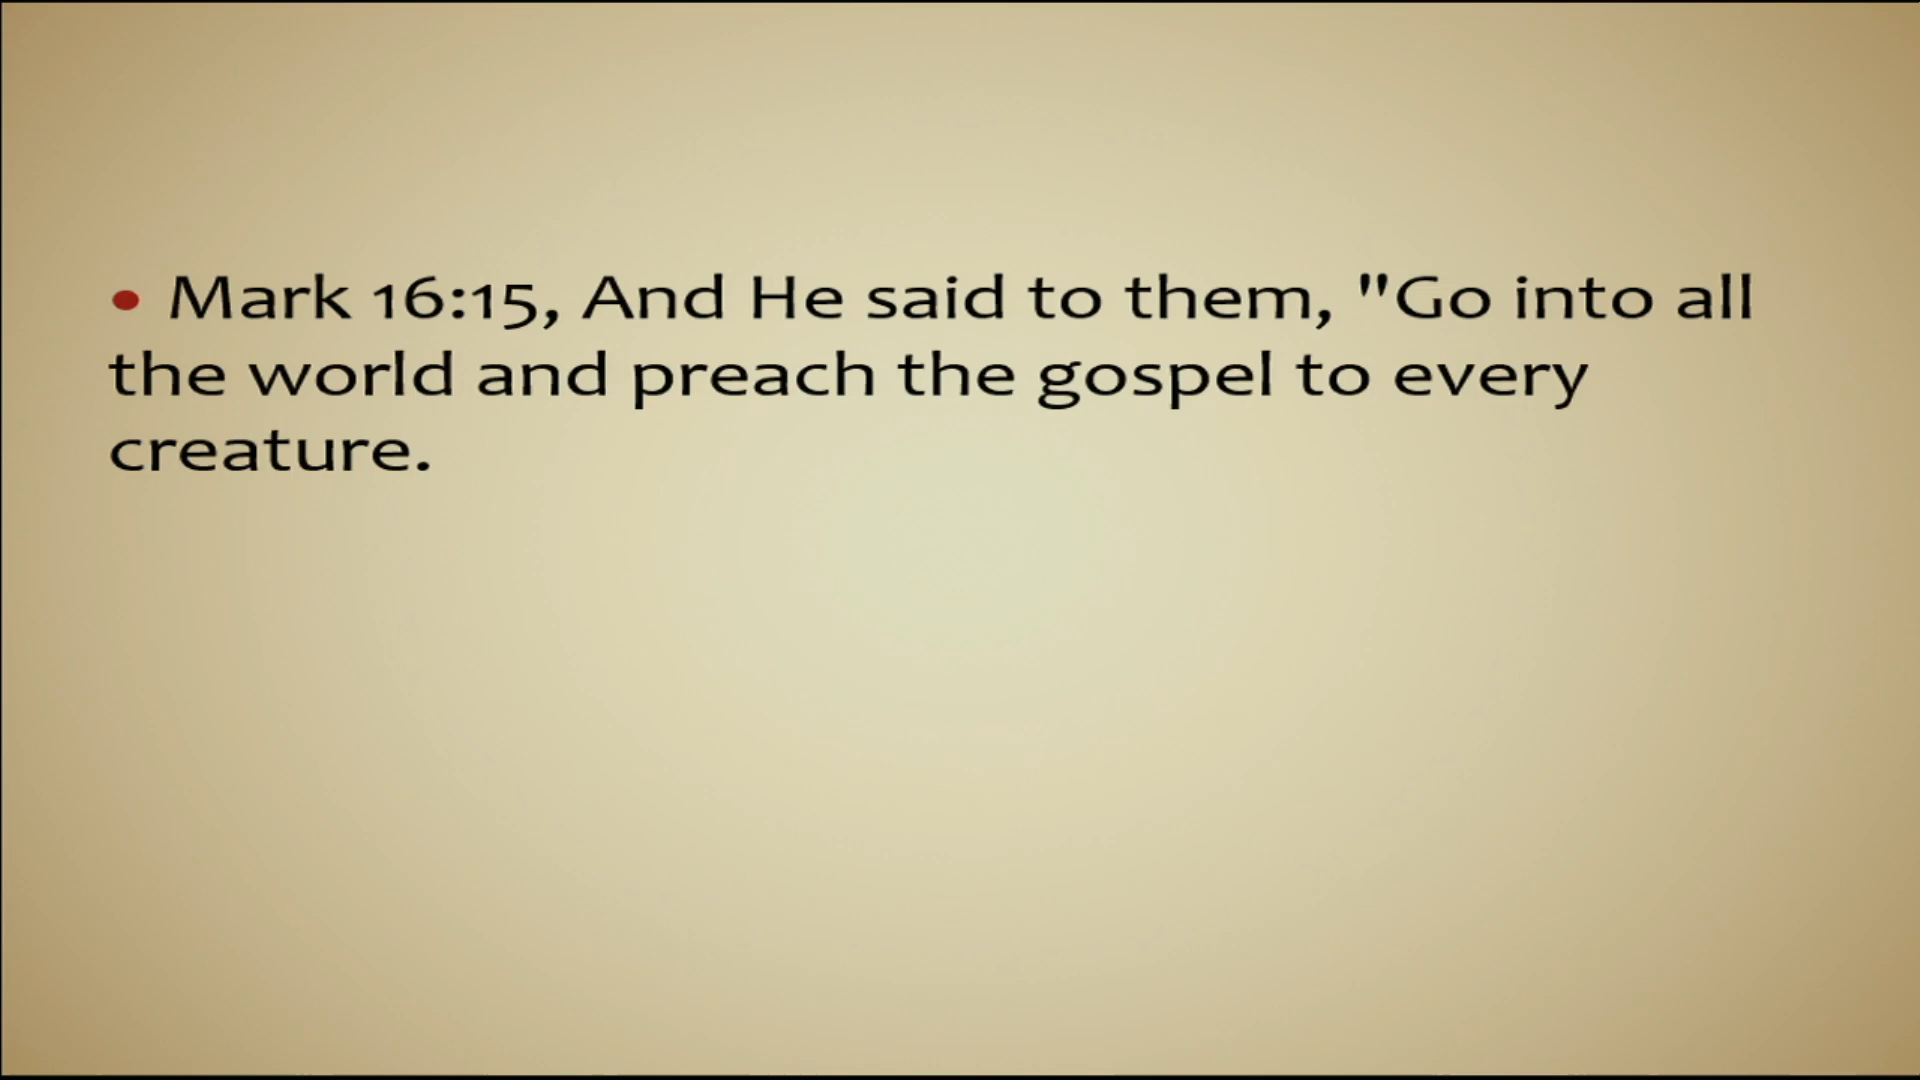 • Mark 16:15, And He said to them, "Go into all
the world and preach the gospel to every
creature.